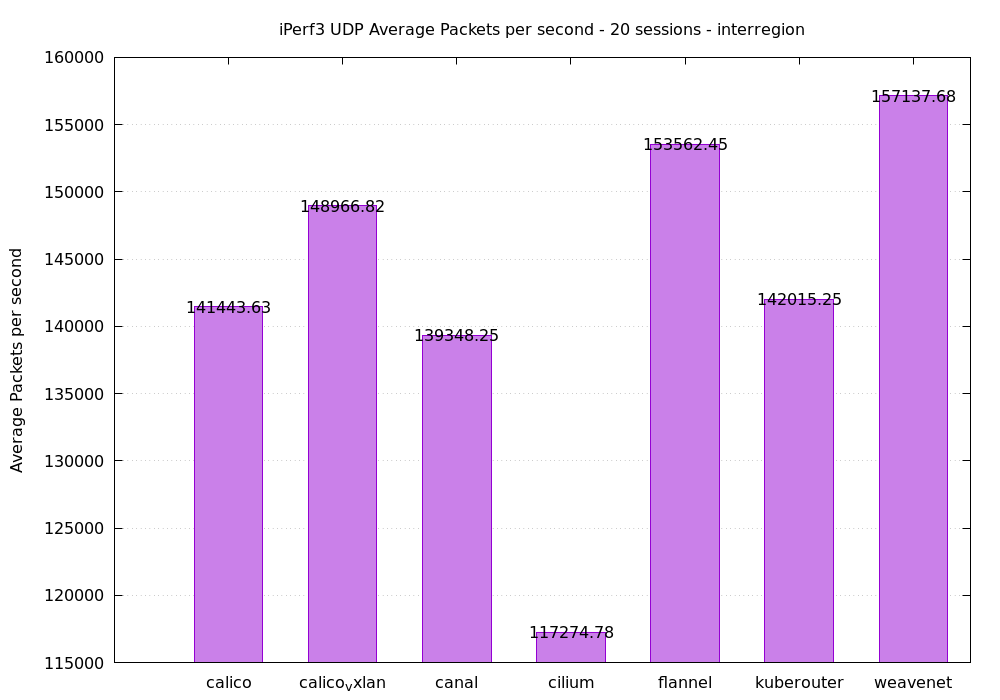 iPerf3 UDP Average Packets per second - 20 sessions - interregion
Average Packets per second
160000
155000
150000
145000
140000
135000
130000
125000
120000
115000
141443.63
148966.82
139348.25
117274.78
153562.45
142015.25
157137.68
calico
calicovxlan
canal
cilium
flannel
kuberouter
weavenet